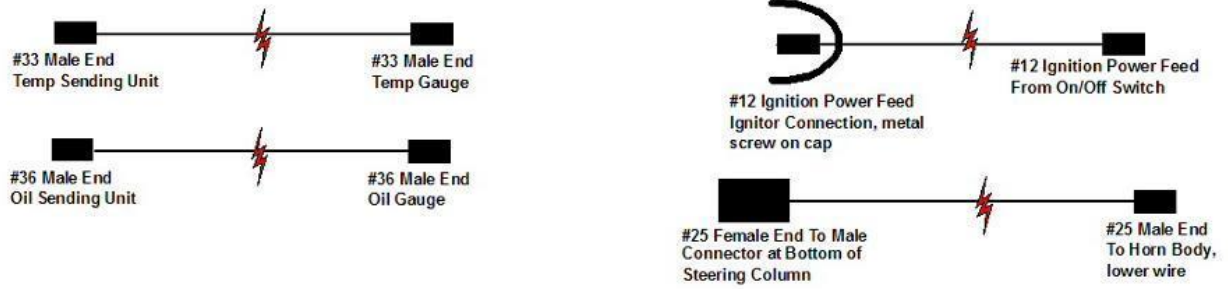 #33 Male End
Temp Sending Unit
#33 Male End
Temp Gauge
#36 Male End
Oil Sending Unit
#36 Male End
Oil Gauge
#12 Ignition Power Feed
Ignitor Connection, metal
screw on cap
#12 Ignition Power Feed
From On/Off Switch
#25 Female End To Male
Connector at Bottom of
Steering Column
#25 Male End
To Horn Body,
lower wire